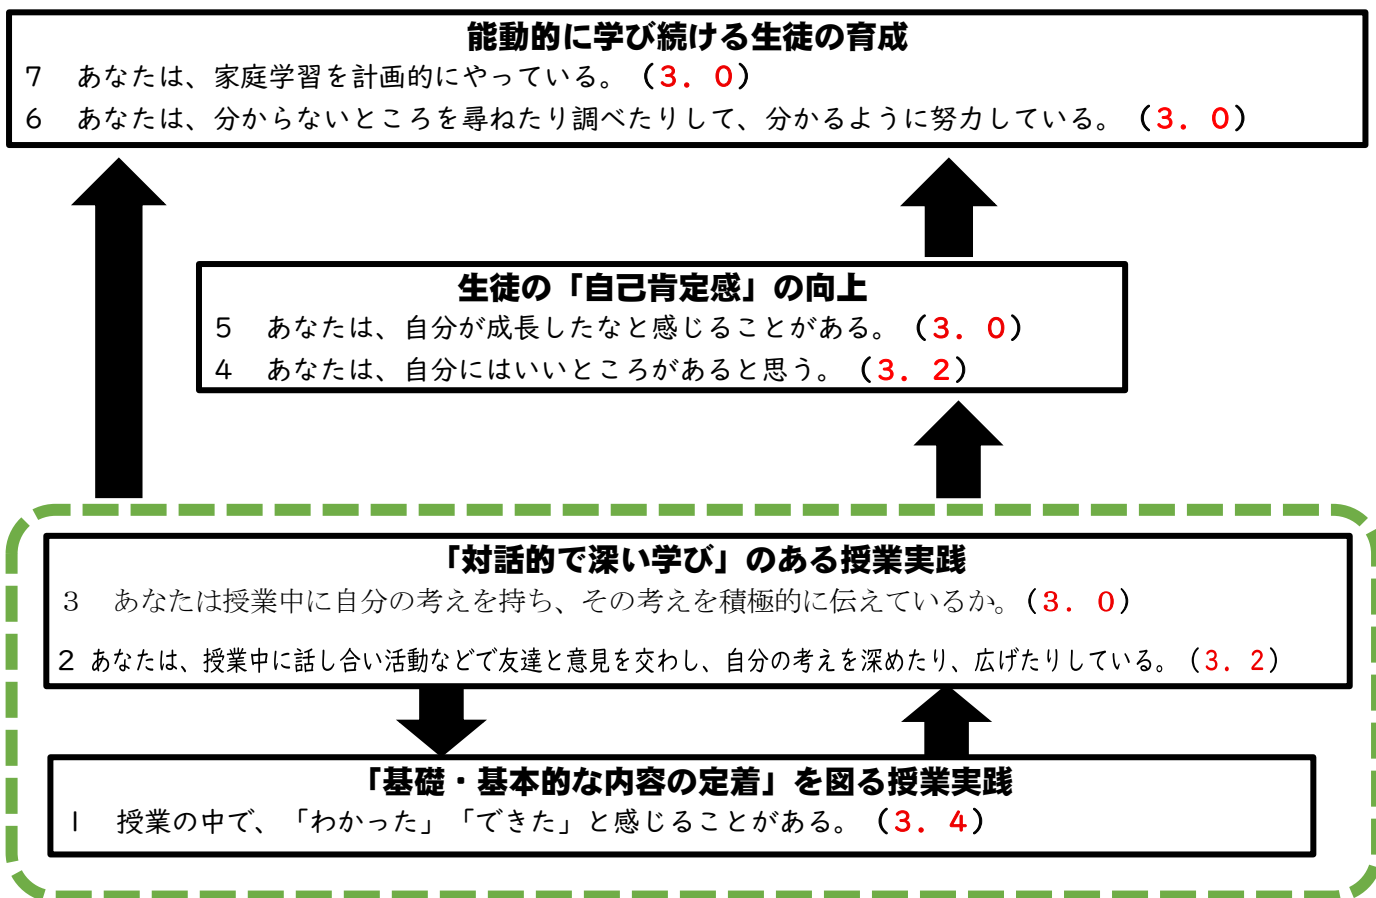 能動的に学び続ける生徒の育成
７　あなたは、家庭学習を計画的にやっている。（３．０）
６　あなたは、分からないところを尋ねたり調べたりして、分かるように努力している。（３．０）
生徒の「自己肯定感」の向上
５　あなたは、自分が成長したなと感じることがある。（３．０）
４　あなたは、自分にはいいところがあると思う。（３．２）
「対話的で深い学び」のある授業実践
３　あなたは授業中に自分の考えを持ち、その考えを積極的に伝えているか。（３．０）
２ あなたは、授業中に話し合い活動などで友達と意見を交わし、自分の考えを深めたり、広げたりしている。（３．２）
「基礎・基本的な内容の定着」を図る授業実践
１　授業の中で、「わかった」「できた」と感じることがある。（３．４）